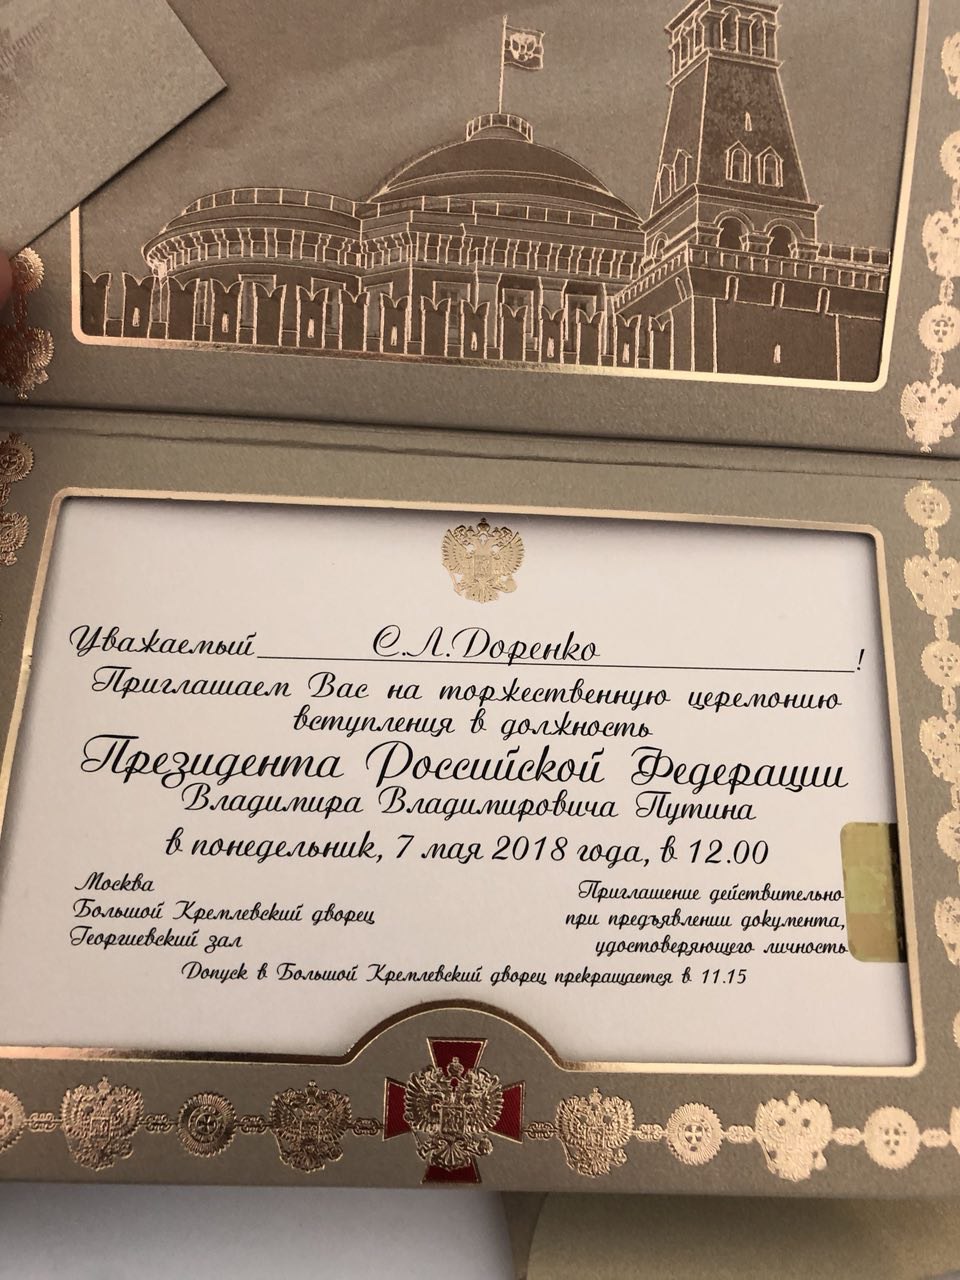 Уважаемый С.Л.Доренко !
Приглашаем Вас на торжественную церемонию
вступления в должность
Президента Российской Федерации
Владимира Владимировича Путина
в понедельник, 7 мая 2018 года, в 12.00
Москва
Большой Кремлевский дворец
Георгиевский зал
Приглашение действительно
при предъявлении документа,
удостоверяющего личность
Допуск в Большой Кремлевский дворец прекращается в 11.15